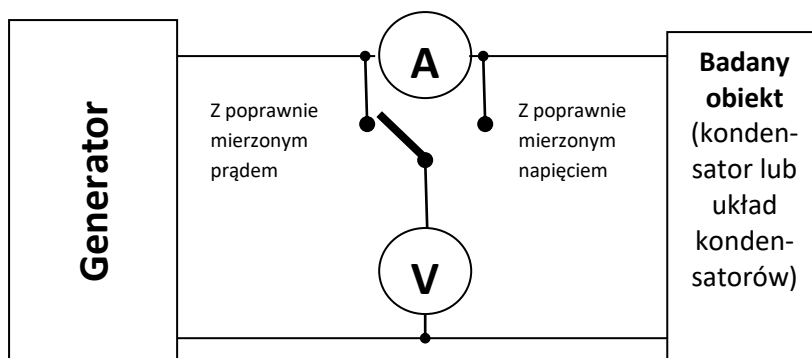 Generator
A
Z poprawnie
mierzonym
prądem
Z poprawnie
mierzonym
napięciem
V
Badany
obiekt
(konden-
sator lub
układ
konden-
satorów)